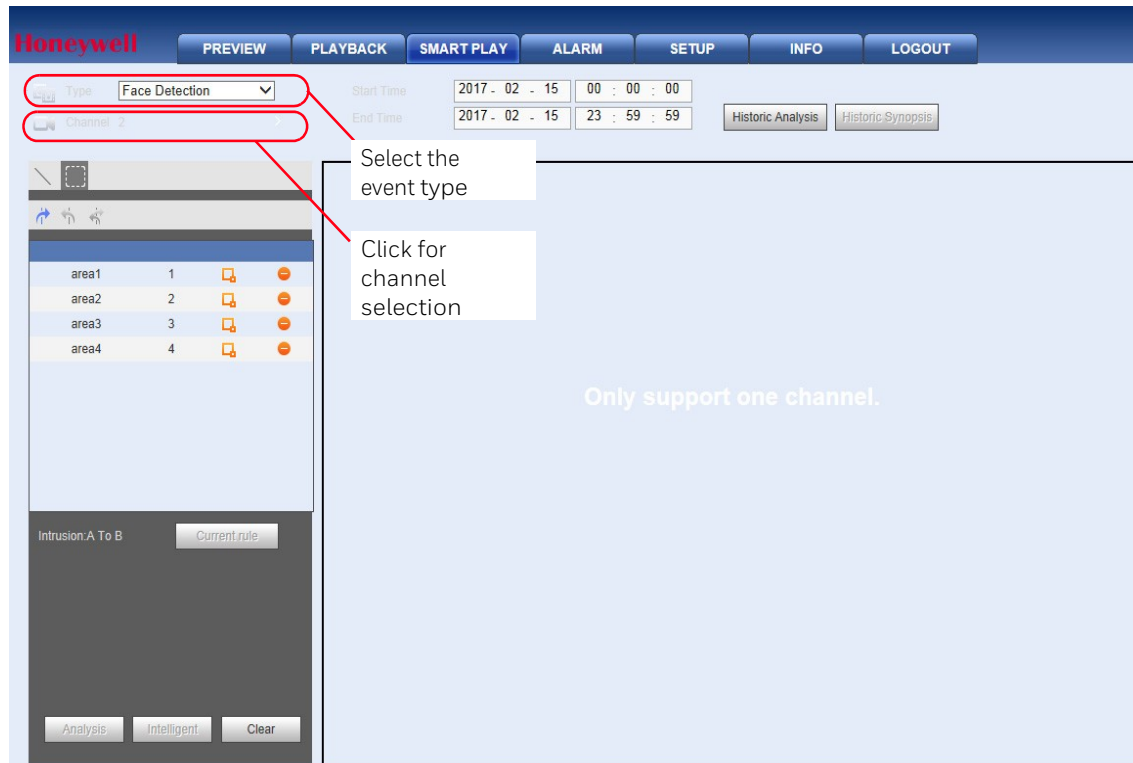 Honeywell
PREVIEW
PLAYBACK
SMART PLAY
ALARM
SETUP
INFO
LOGOUT
Type
Face Detection
Start Time
2017 - 02 - 15
00 : 00 : 00
Channel 2
End Time
2017 - 02 - 15
23 : 59 : 59
Historic Analysis
Historic Synopsis
Select the
event type
Click for
channel
selection
area1 1
area2 2
area3 3
area4 4
Only support one channel.
Intrusion:A To B
Current rule
Analysis
Intelligent
Clear